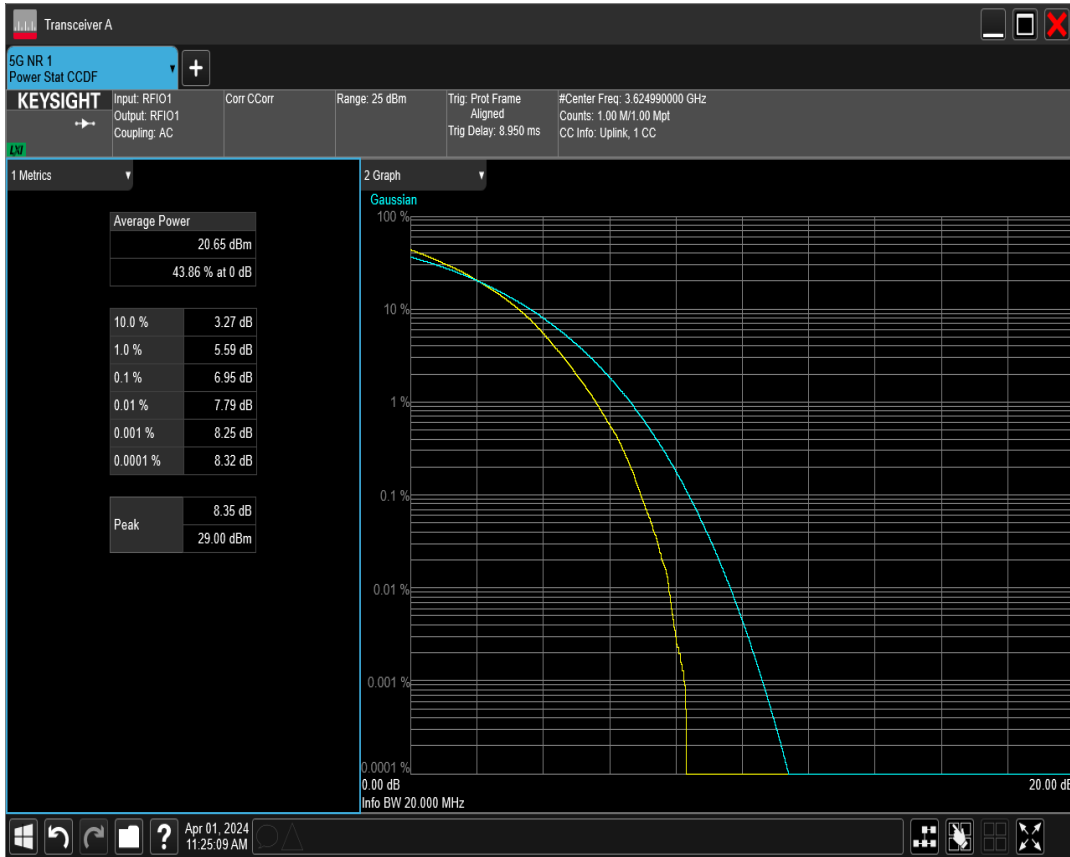 Transceiver A
5G NR 1
Power Stat CCDF
+
KEYSIGHT
LXI
Input: RFIO1
Output: RFIO1
Coupling: AC
Corr CCorr
Range: 25 dBm
Trig: Prot Frame
Aligned
Trig Delay: 8.950 ms
#Center Freq: 3.624990000 GHz
Counts: 1.00 M/1.00 Mpt
CC Info: Uplink, 1 CC
1 Metrics
Average Power
20.65 dBm
43.86 % at 0 dB
10.0 % 3.27 dB
1.0 % 5.59 dB
0.1 % 6.95 dB
0.01 % 7.79 dB
0.001 % 8.25 dB
0.0001 % 8.32 dB
Peak 8.35 dB
29.00 dBm
2 Graph
Gaussian
100 %
10 %
1 %
0.1 %
0.01 %
0.001 %
0.0001 %
0.00 dB 20.00 dB
Info BW 20.000 MHz
? Apr 01, 2024
11:25:09 AM